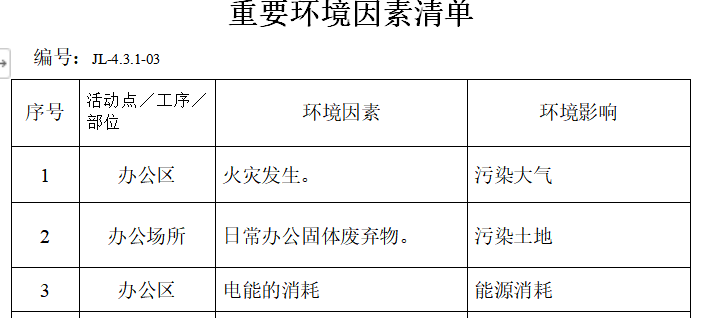 重要环境因素清单
编号：JL-4.3.1-03
序号 活动点／工序／部位 环境因素 环境影响
1 办公区 火灾发生。 污染大气
2 办公场所 日常办公固体废弃物。 污染土地
3 办公区 电能的消耗 能源消耗